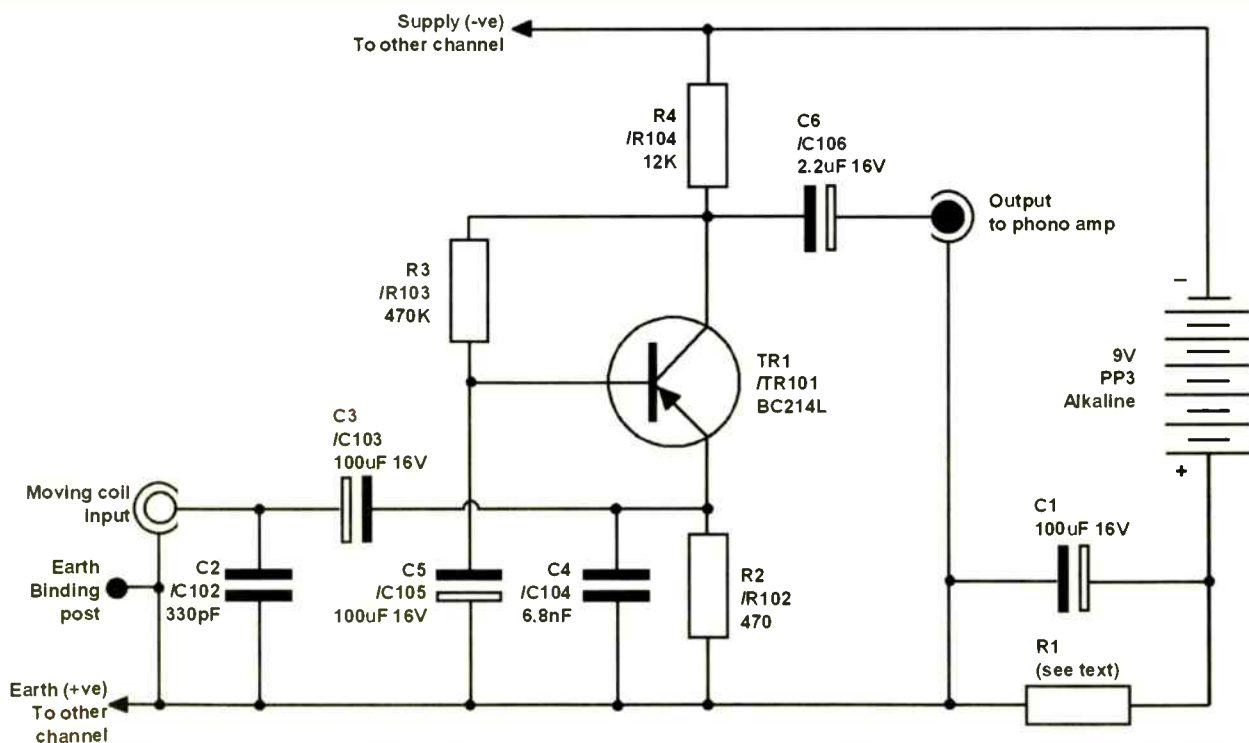 Supply (-ve)
To other channel
R4
/R104
12K
C6
/C106
2.2uF 16V
Output
to phono amp
R3
/R103
470K
TR1
/TR101
BC214L
−
9V
PP3
Alkaline
+
C3
/C103
100uF 16V
Moving coil
input
C1
100uF 16V
Earth
Binding
post
C2
/C102
330pF
C5
/C105
100uF 16V
C4
/C104
6.8nF
R2
/R102
470
R1
(see text)
Earth (+ve)
To other
channel